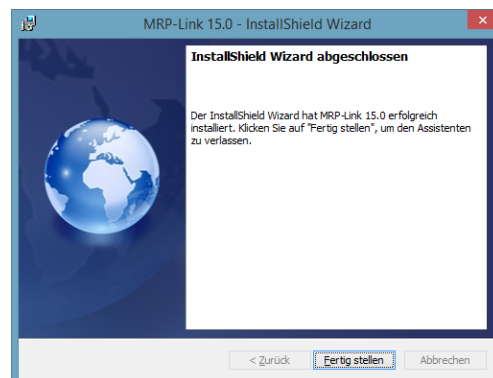 MRP-Link 15.0 - InstallShield Wizard
InstallShield Wizard abgeschlossen
Der InstallShield Wizard hat MRP-Link 15.0 erfolgreich
installiert. Klicken Sie auf "Fertig stellen", um den Assistenten
zu verlassen.
< Zurück
Fertig stellen
Abbrechen